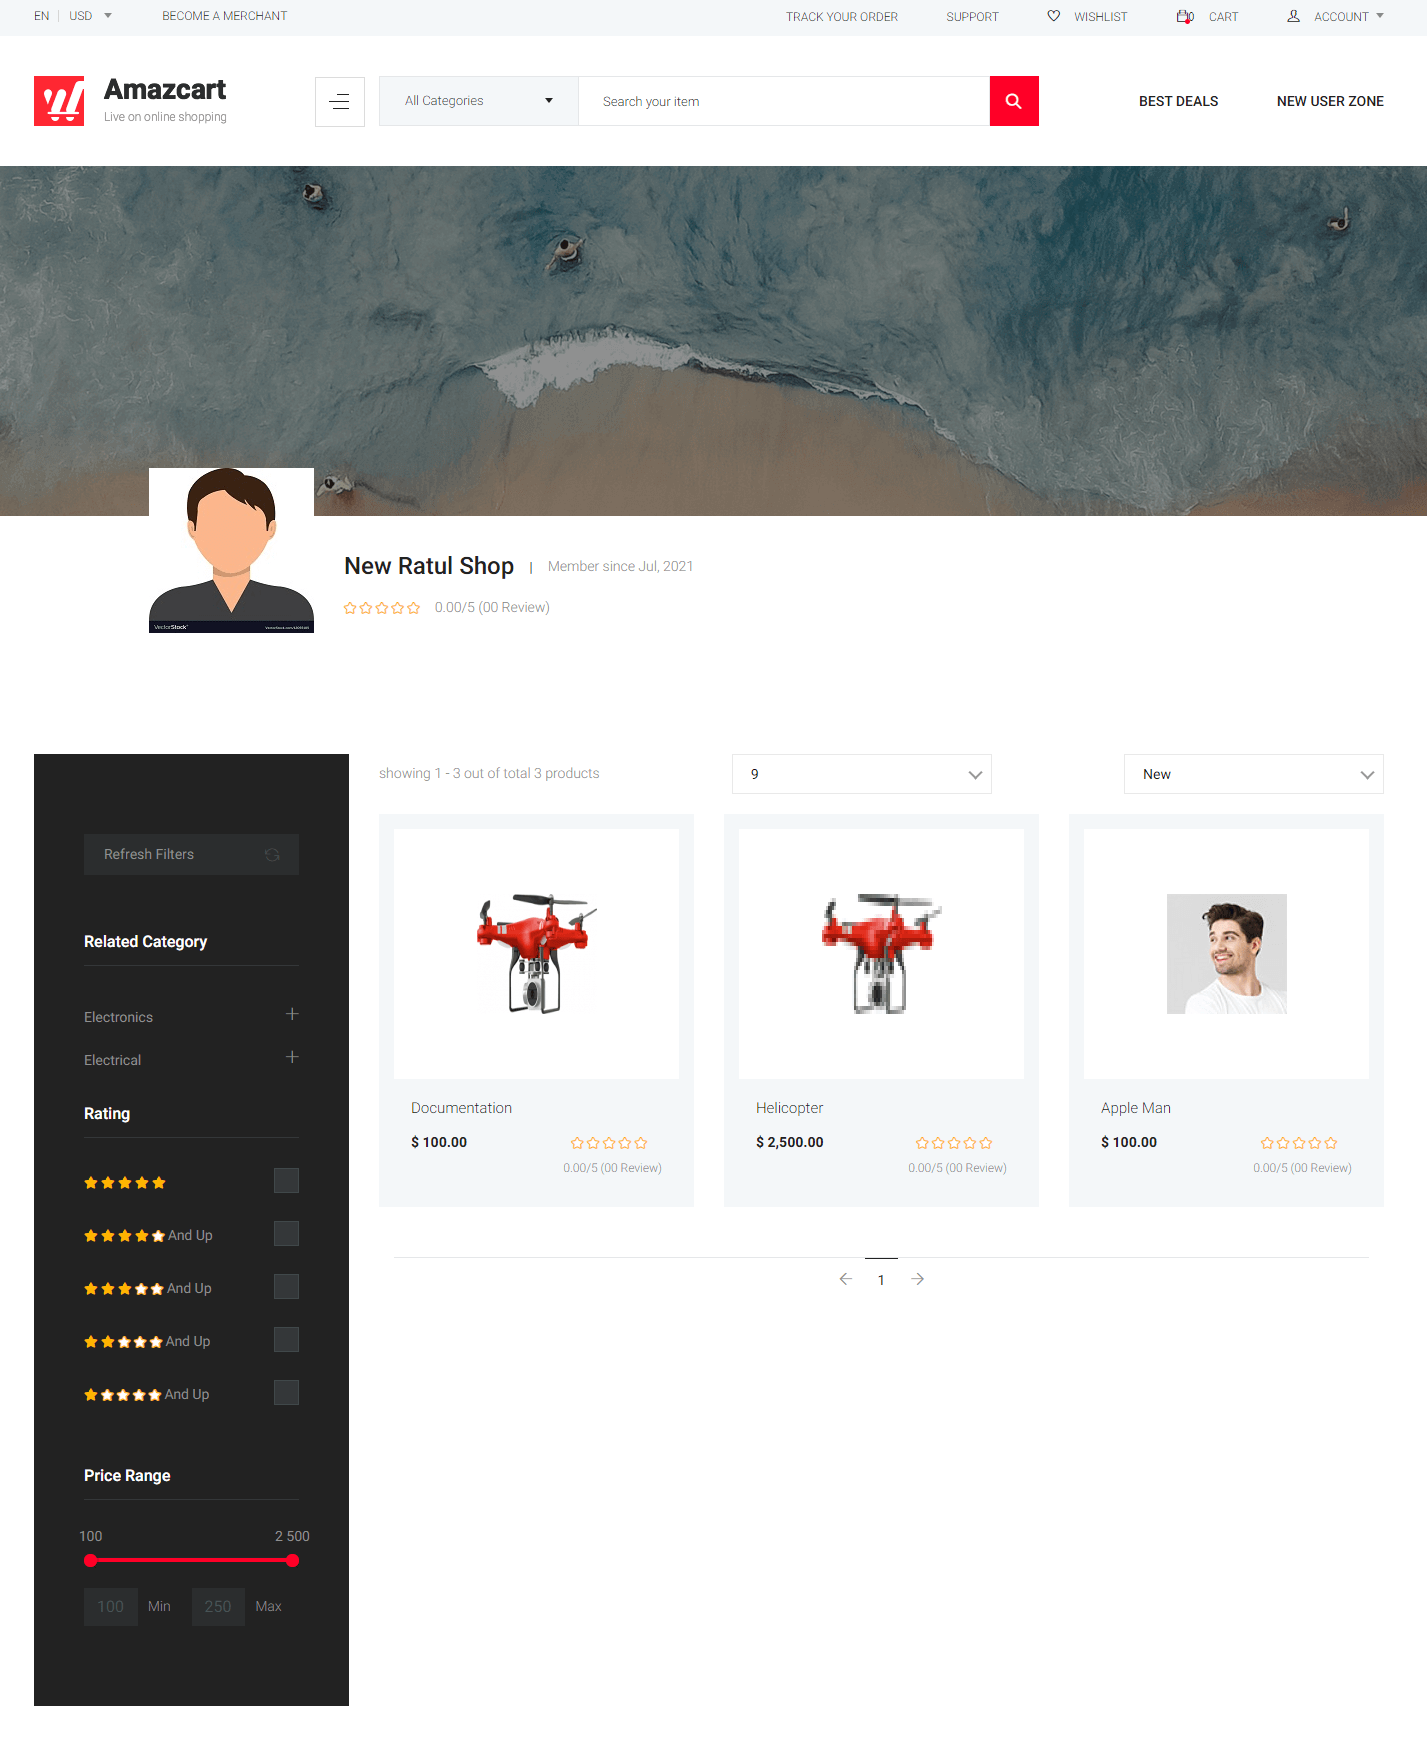 EN USD BECOME A MERCHANT TRACK YOUR ORDER SUPPORT WISHLIST 0 CART ACCOUNT
Amazcart
Live on online shopping
All Categories Search your item BEST DEALS NEW USER ZONE
New Ratul Shop | Member since Jul, 2021
0.00/5 (00 Review)
VectorStock
showing 1 - 3 out of total 3 products 9 New
Refresh Filters
Related Category
Electronics
Electrical
Rating
And Up
And Up
And Up
And Up
Price Range
100 2 500
100 Min 250 Max
Documentation
$ 100.00
0.00/5 (00 Review)
Helicopter
$ 2,500.00
0.00/5 (00 Review)
Apple Man
$ 100.00
0.00/5 (00 Review)
1